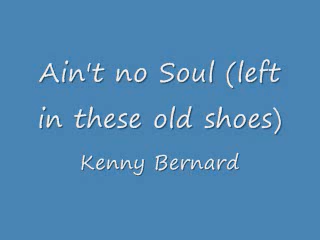 Ain't no Soul (left
in these old shoes)
Kenny Bernard